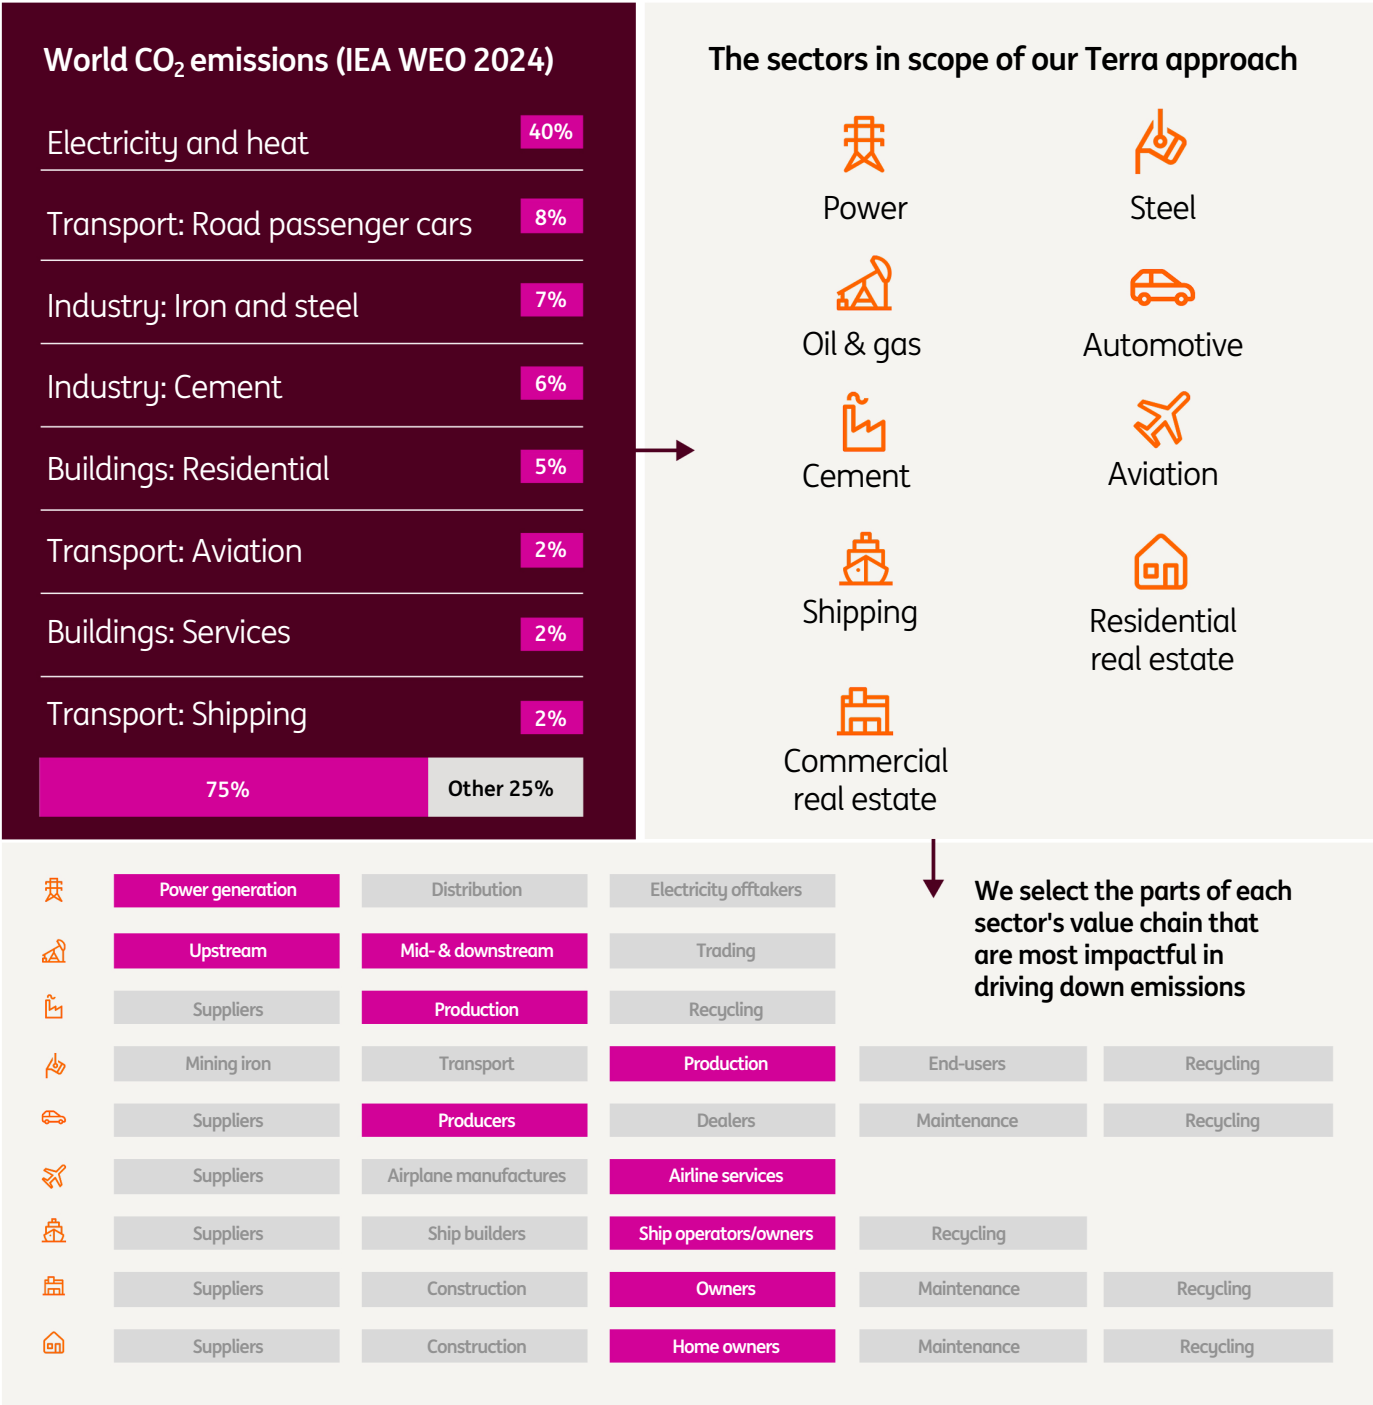 World CO2 emissions (IEA WEO 2024)
Electricity and heat 40%
Transport: Road passenger cars 8%
Industry: Iron and steel 7%
Industry: Cement 6%
Buildings: Residential 5%
Transport: Aviation 2%
Buildings: Services 2%
Transport: Shipping 2%
75% Other 25%
The sectors in scope of our Terra approach
Power Steel
Oil & gas Automotive
Cement Aviation
Shipping Residential
real estate
Commercial
real estate
We select the parts of each
sector's value chain that
are most impactful in
driving down emissions
Power generation Distribution Electricity offtakers
Upstream Mid- & downstream Trading
Suppliers Production Recycling
Mining iron Transport Production End-users Recycling
Suppliers Producers Dealers Maintenance Recycling
Suppliers Airplane manufactures Airline services
Suppliers Ship builders Ship operators/owners Recycling
Suppliers Construction Owners Maintenance Recycling
Suppliers Construction Home owners Maintenance Recycling